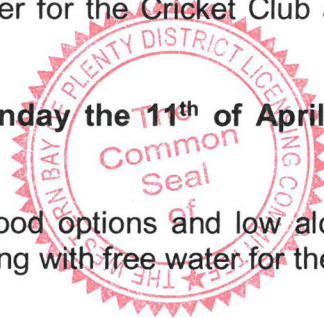 er for the Cricket Club
nday the 11th of April
ood options and low alc
ng with free water for the
THE WESTERN BAY OF PLENTY DISTRICT LICENSING COMMITTEE
The
Common
Seal
of